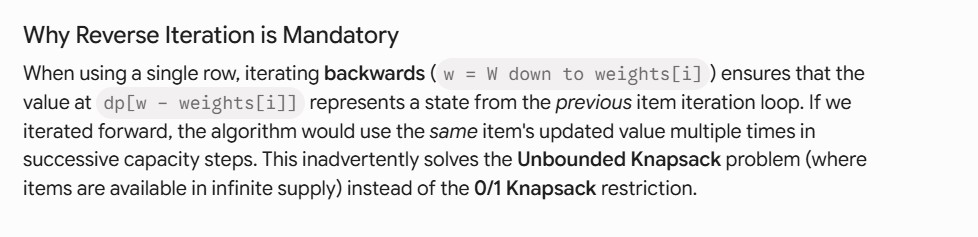 Why Reverse Iteration is Mandatory
When using a single row, iterating backwards ( w = W down to weights[i] ) ensures that the
value at dp[w - weights[i]] represents a state from the previous item iteration loop. If we
iterated forward, the algorithm would use the same item's updated value multiple times in
successive capacity steps. This inadvertently solves the Unbounded Knapsack problem (where
items are available in infinite supply) instead of the 0/1 Knapsack restriction.